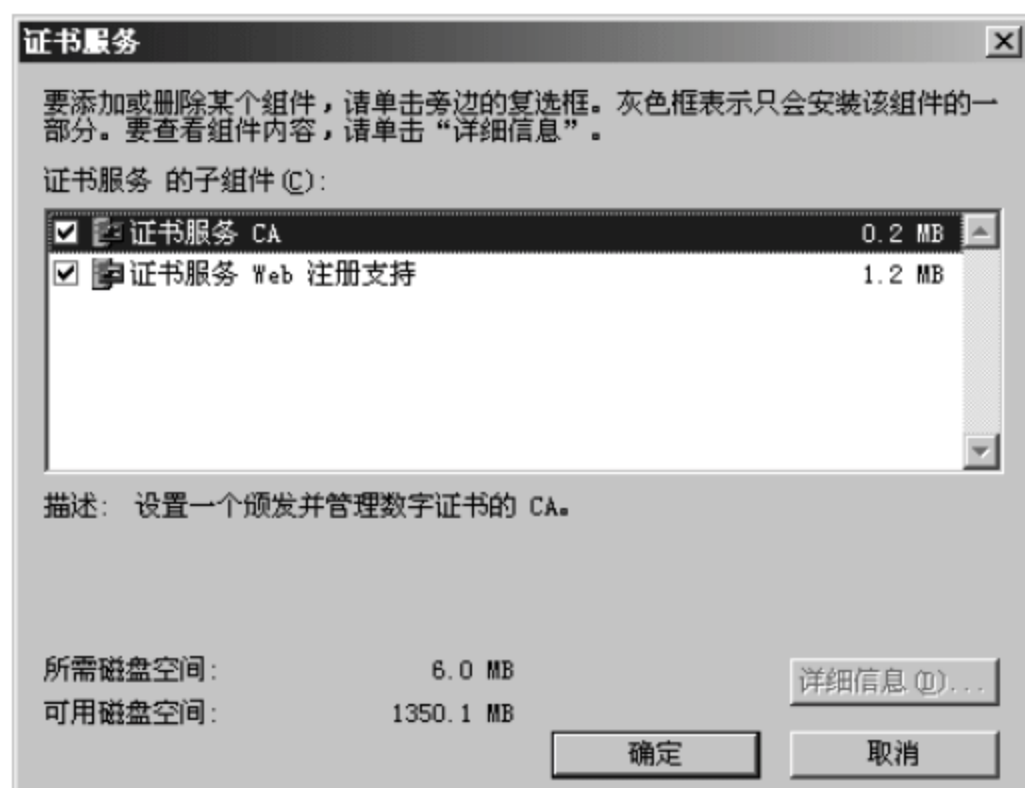 证书服务
要添加或删除某个组件，请单击旁边的复选框。灰色框表示只会安装该组件的一
部分。要查看组件内容，请单击“详细信息”。
证书服务 的子组件(C):
证书服务 CA 0.2 MB
证书服务 Web 注册支持 1.2 MB
描述: 设置一个颁发并管理数字证书的 CA。
所需磁盘空间: 6.0 MB
详细信息(D)...
可用磁盘空间: 1350.1 MB
确定 取消